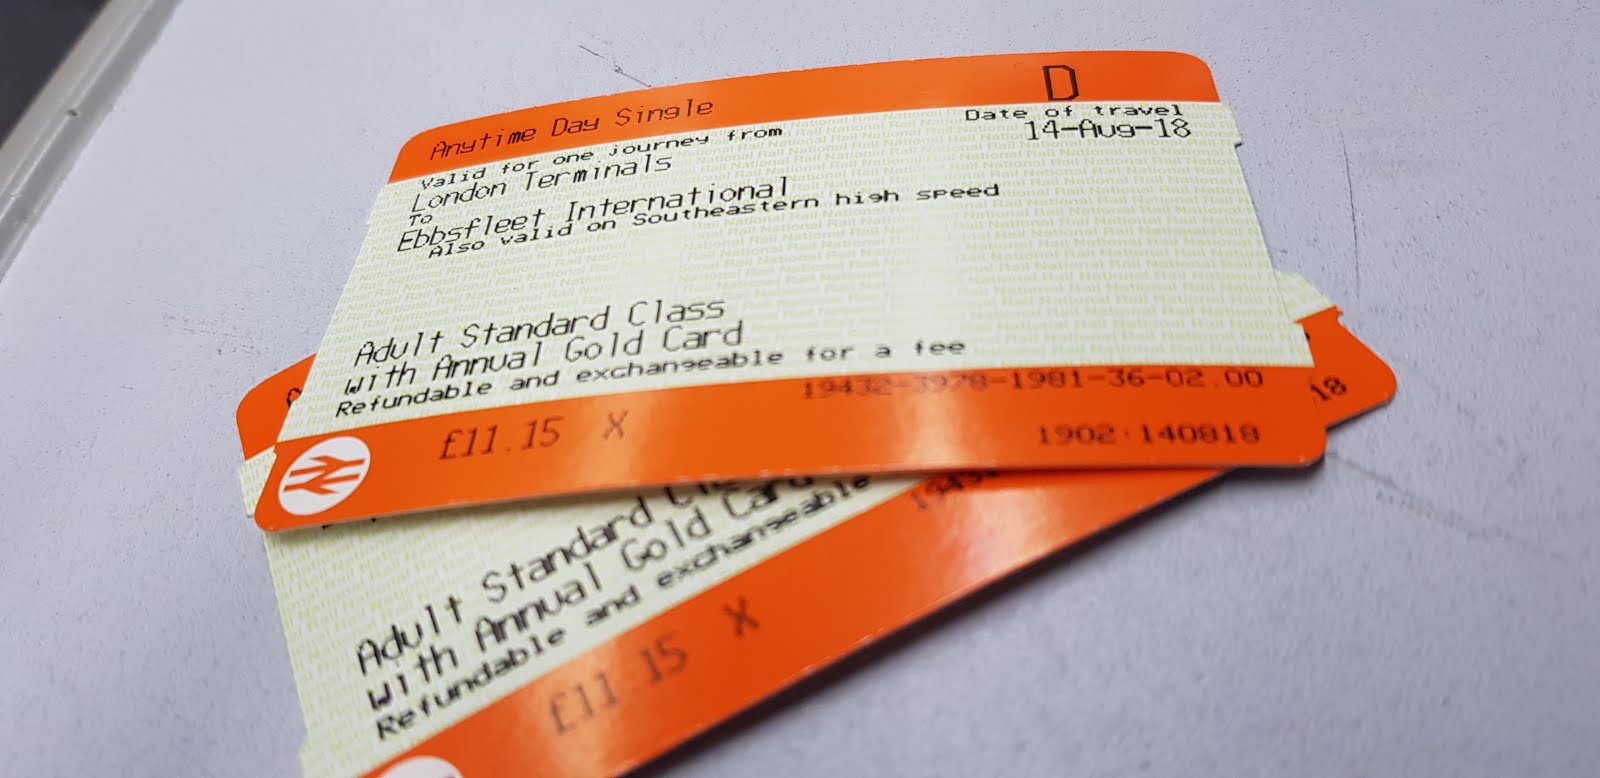 Anytime Day Single
D
Date of travel
14-Aug-18
Valid for one journey from
London Terminals
To
Ebbsfleet International
Also valid on Southeastern high speed
Adult Standard Class
With Annual Gold Card
Refundable and exchangeable for a fee
19432-3978-1981-36-02.00
£11.15 X
1902 140818
18
Adult Standard
With Annual Gold Card
Refundable and exchangeable
£11.15 X